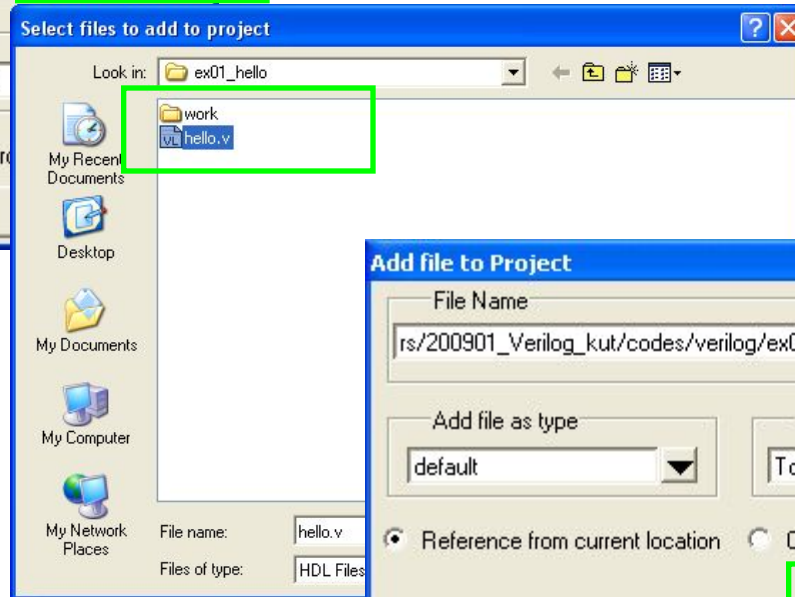 Select files to add to project
Look in: ex01_hello
work
hello.v
My Recent
Documents
Desktop
My Documents
My Computer
My Network
Places
File name: hello.v
Files of type: HDL Files
Add file to Project
File Name
rs/200901_Verilog_kut/codes/verilog/ex0
Add file as type
default
To
Reference from current location